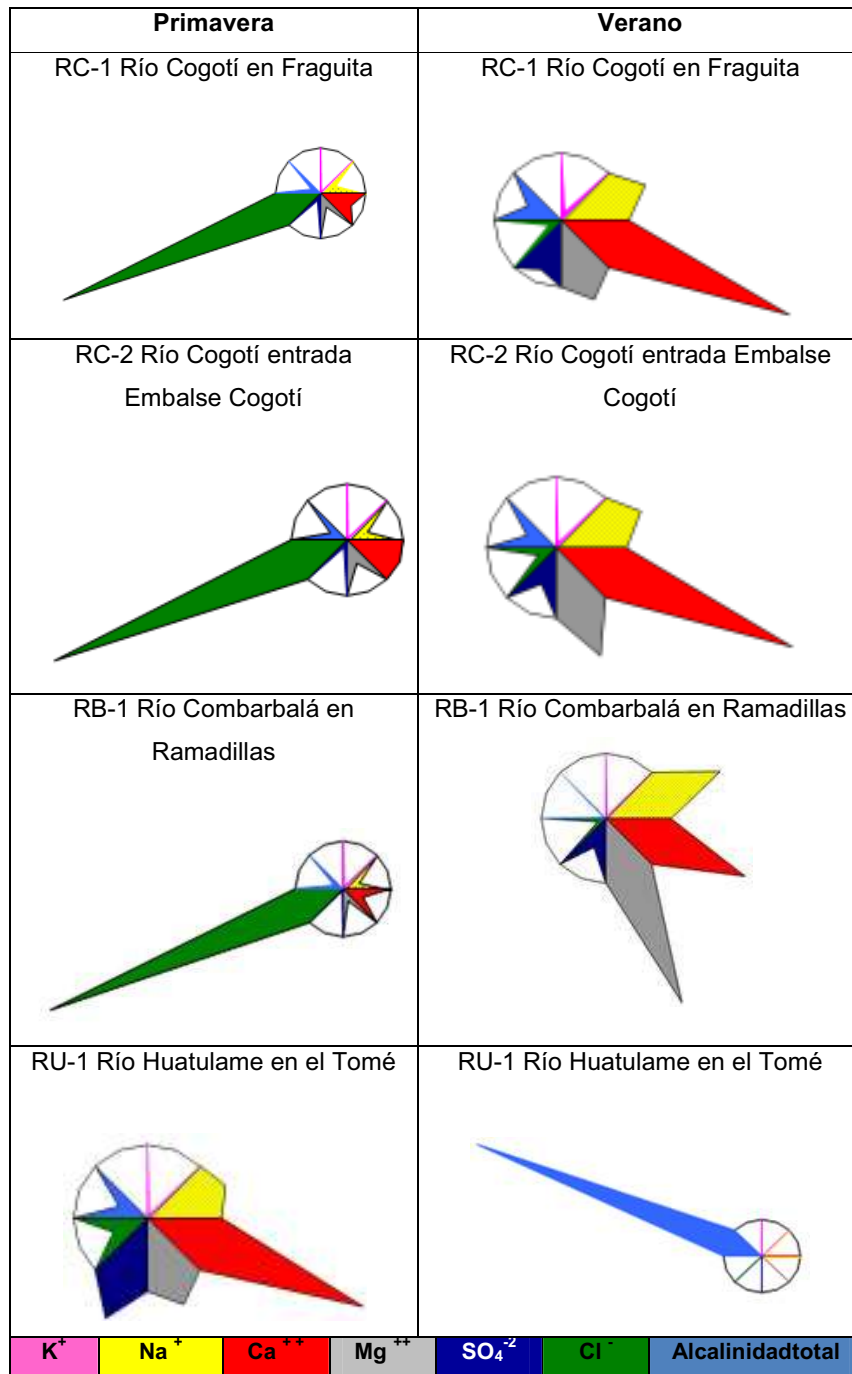 Primavera Verano
RC-1 Río Cogotí en Fraguita RC-1 Río Cogotí en Fraguita
RC-2 Río Cogotí entrada
Embalse Cogotí
RC-2 Río Cogotí entrada Embalse
Cogotí
RB-1 Río Combarbalá en
Ramadillas
RB-1 Río Combarbalá en Ramadillas
RU-1 Río Huatulame en el Tomé RU-1 Río Huatulame en el Tomé
K+ Na+ Ca++ Mg++ SO4-2 Cl- Alcalinidadtotal